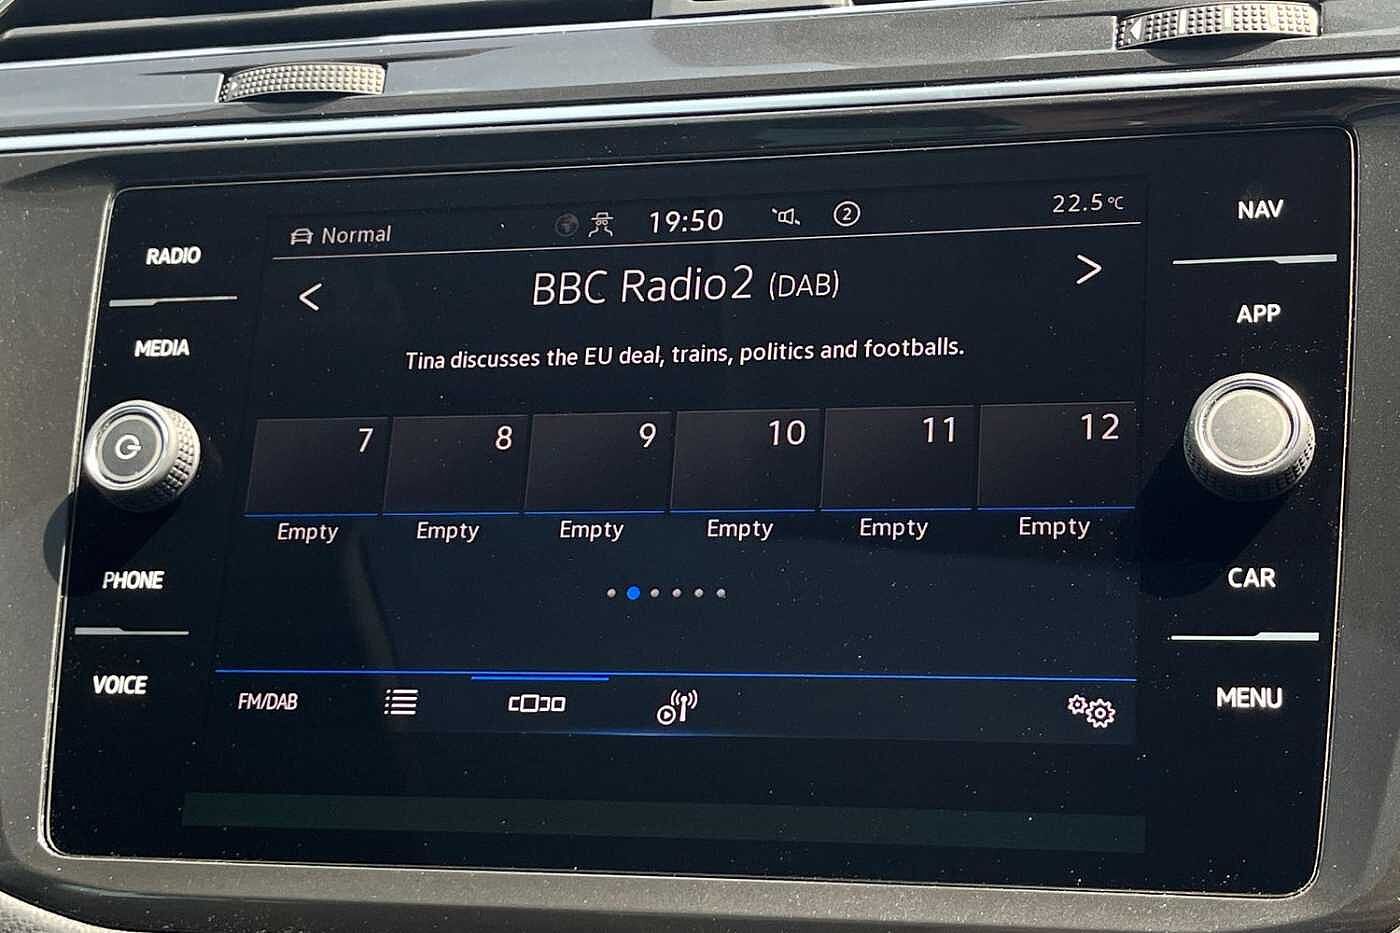 Normal 19:50 2 22.5°C
BBC Radio2 (DAB)
Tina discusses the EU deal, trains, politics and footballs.
7 8 9 10 11 12
Empty Empty Empty Empty Empty Empty
FM/DAB
RADIO
MEDIA
PHONE
VOICE
NAV
APP
CAR
MENU